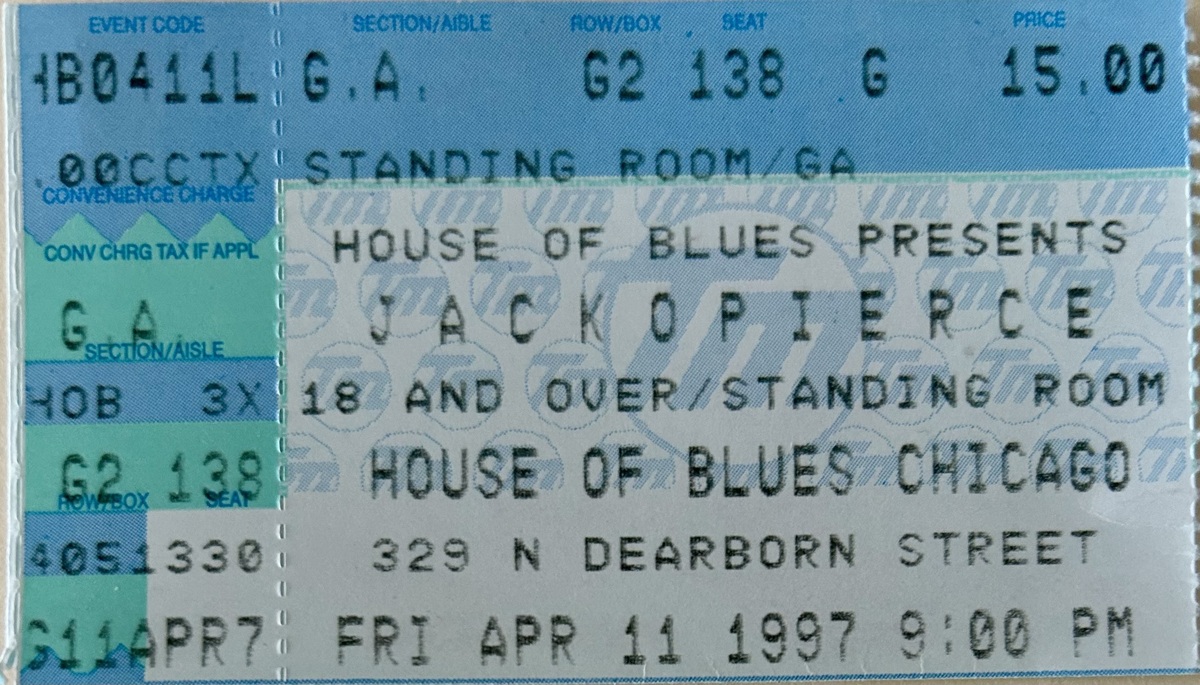 EVENT CODE SECTION/AISLE ROW/BOX SEAT PRICE
HB0411L G.A. G2 138 G 15.00
.00CCTX STANDING ROOM/GA
CONVENIENCE CHARGE
HOUSE OF BLUES PRESENTS
CONV CHRG TAX IF APPL
G.A. JACKOPIERCE
SECTION/AISLE
HOB 3X 18 AND OVER/STANDING ROOM
G2 138 HOUSE OF BLUES CHICAGO
ROW/BOX SEAT
4051330 329 N DEARBORN STREET
G11APR7 FRI APR 11 1997 9:00 PM